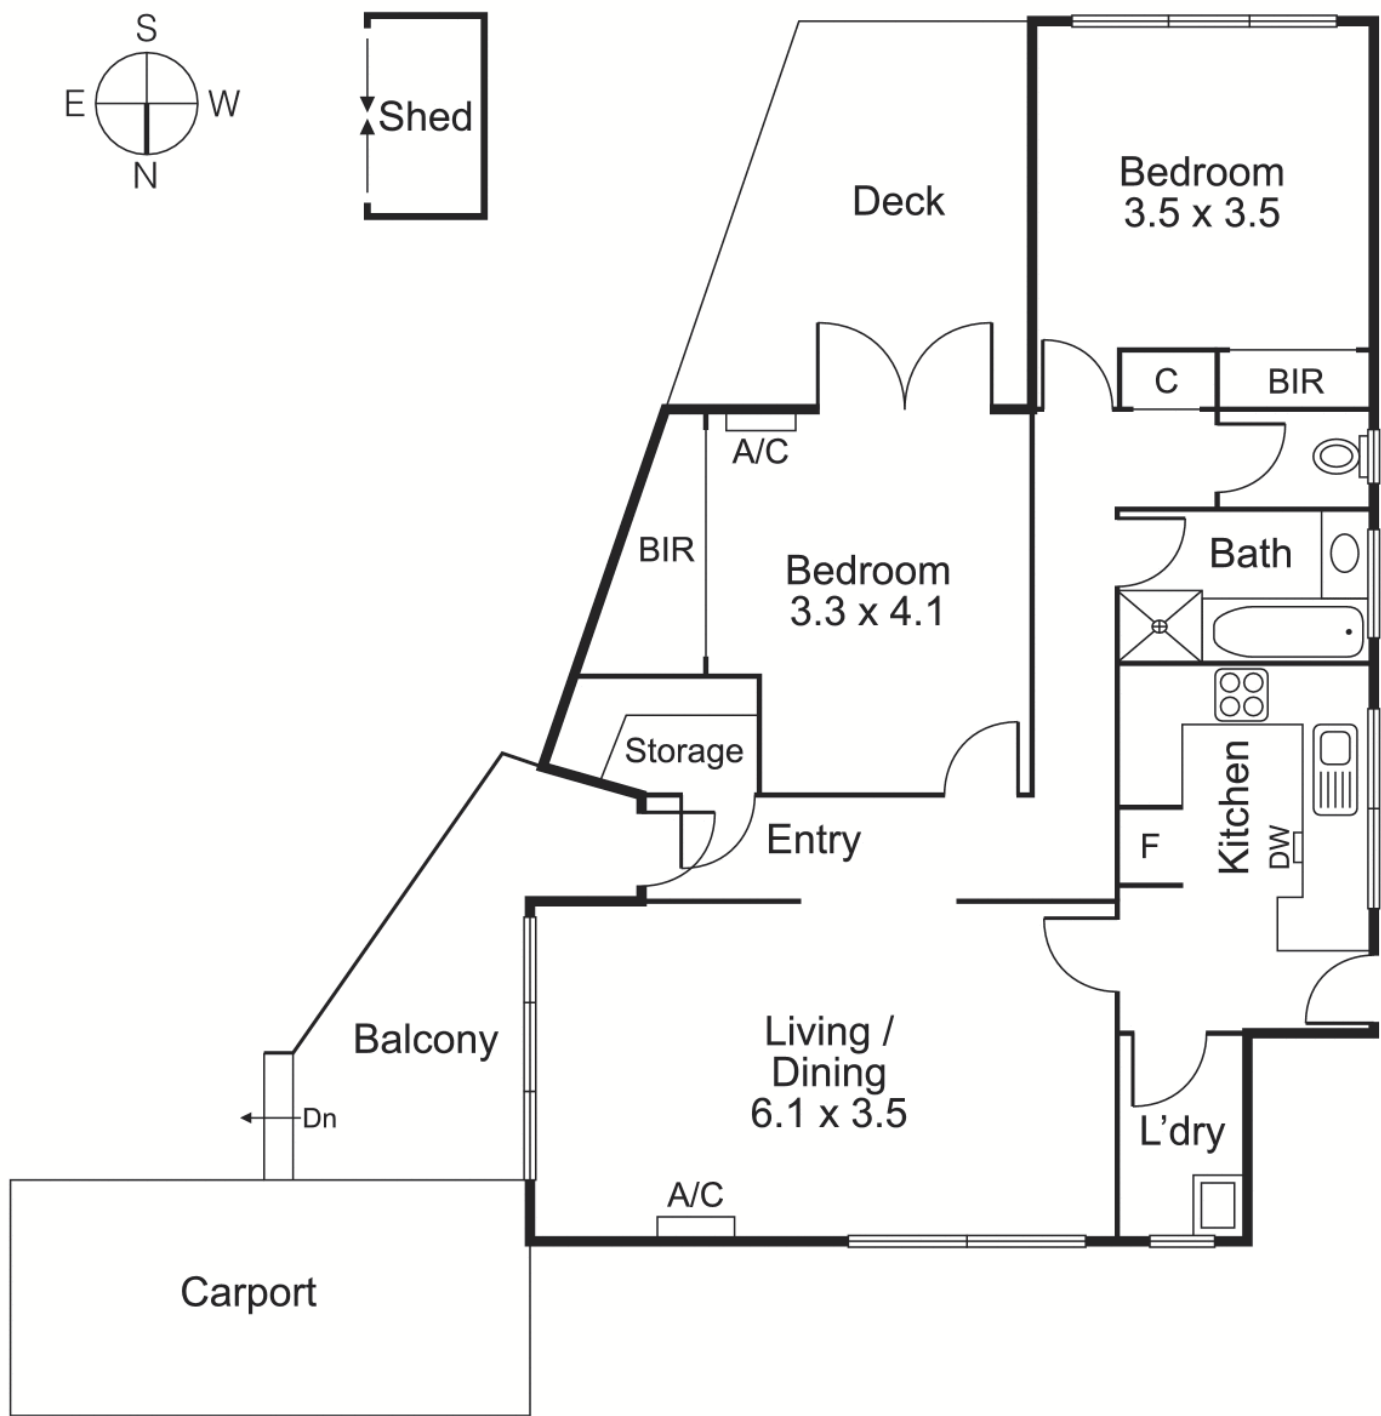 S
E
W
N
Shed
Deck
Bedroom
3.5 x 3.5
C
BIR
A/C
BIR
Bedroom
3.3 x 4.1
Bath
Storage
Entry
Kitchen
F
DW
Balcony
Living /
Dining
6.1 x 3.5
Dn
L'dry
A/C
Carport